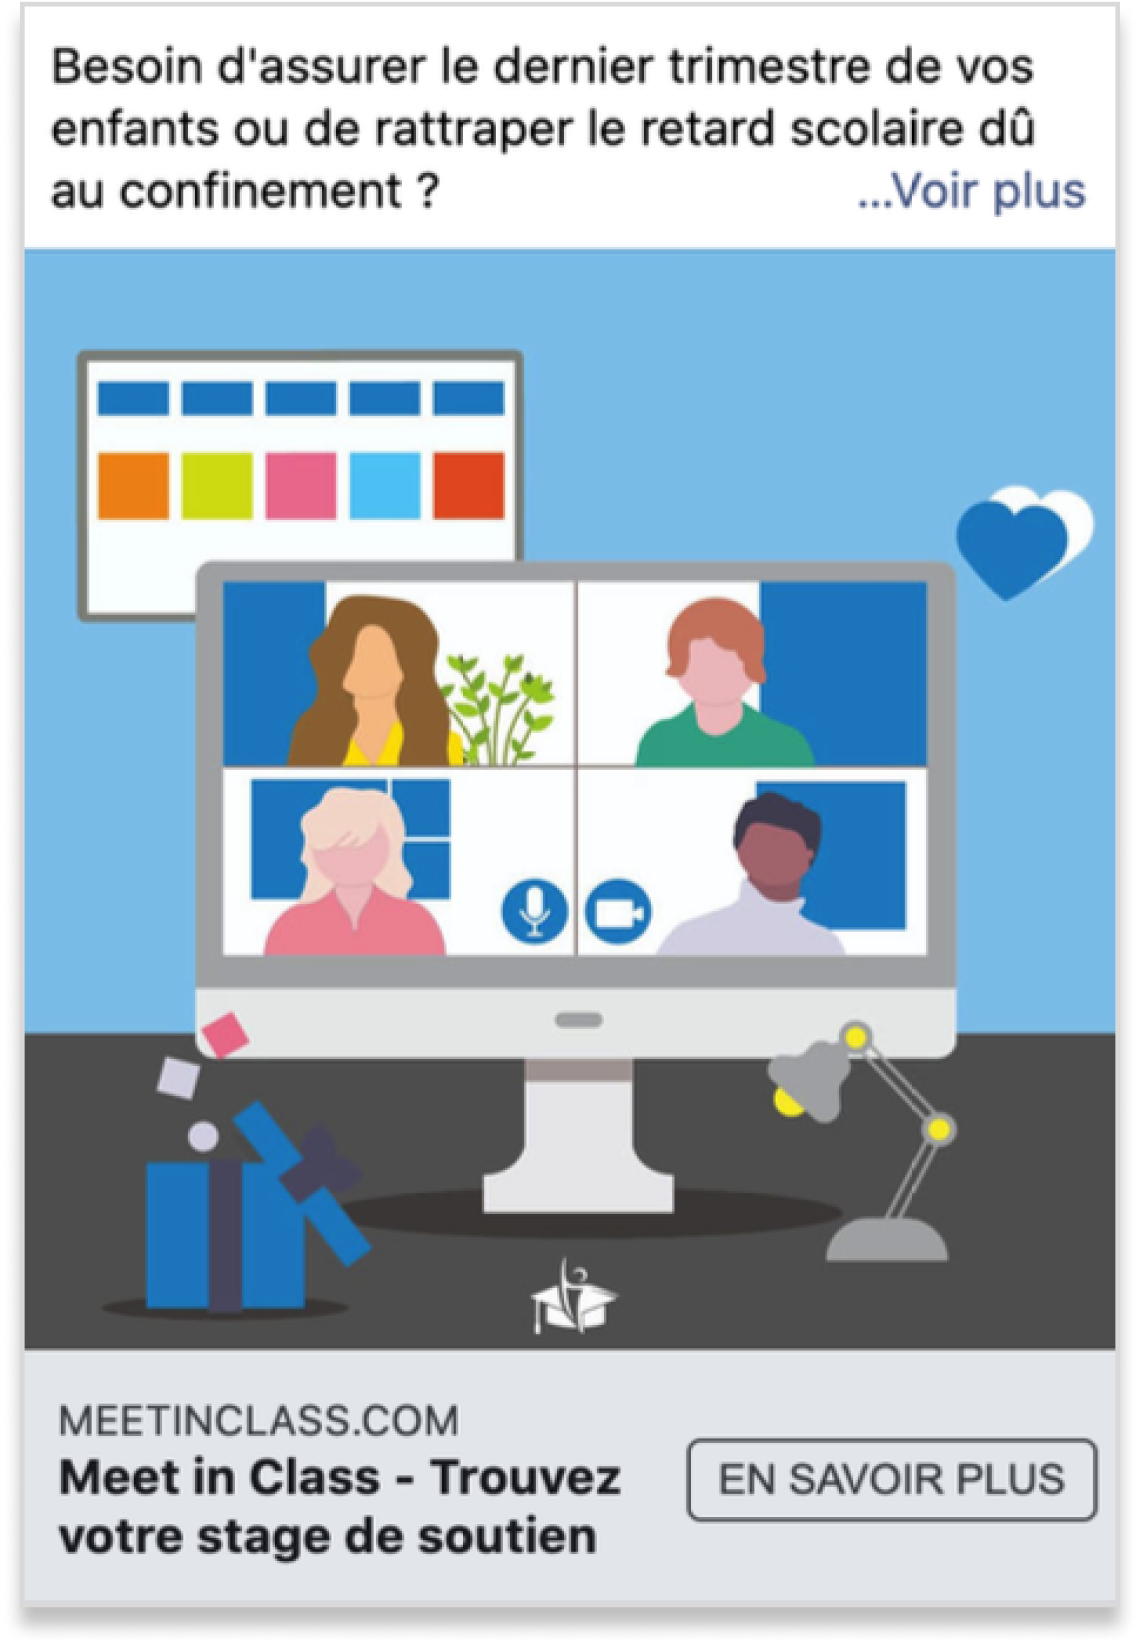 Besoin d'assurer le dernier trimestre de vos
enfants ou de rattraper le retard scolaire dû
au confinement ? ...Voir plus
MEETINCLASS.COM
Meet in Class - Trouvez
votre stage de soutien
EN SAVOIR PLUS